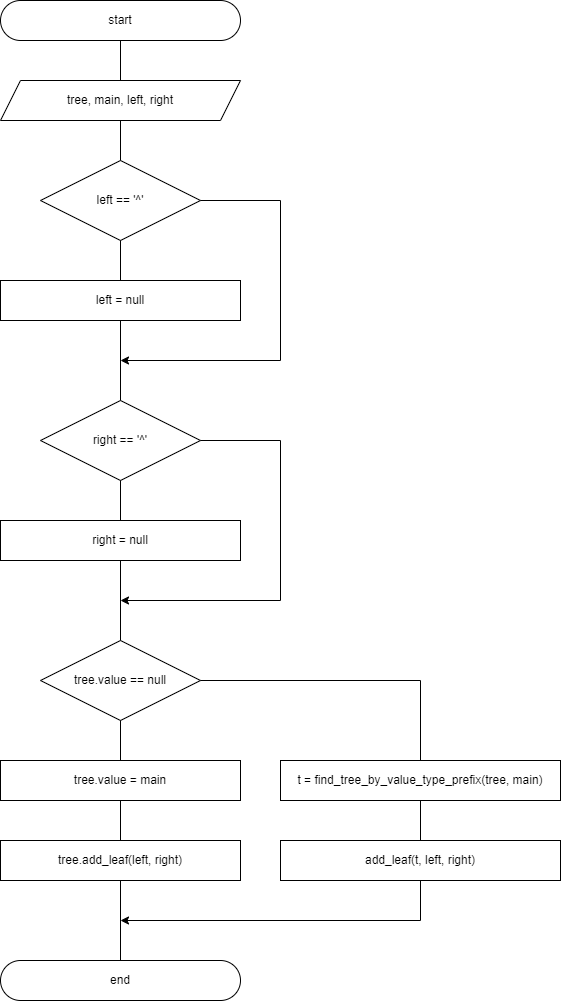 start
tree, main, left, right
left == '^'
left = null
right == '^'
right = null
tree.value == null
tree.value = main
t = find_tree_by_value_type_prefix(tree, main)
tree.add_leaf(left, right)
add_leaf(t, left, right)
end